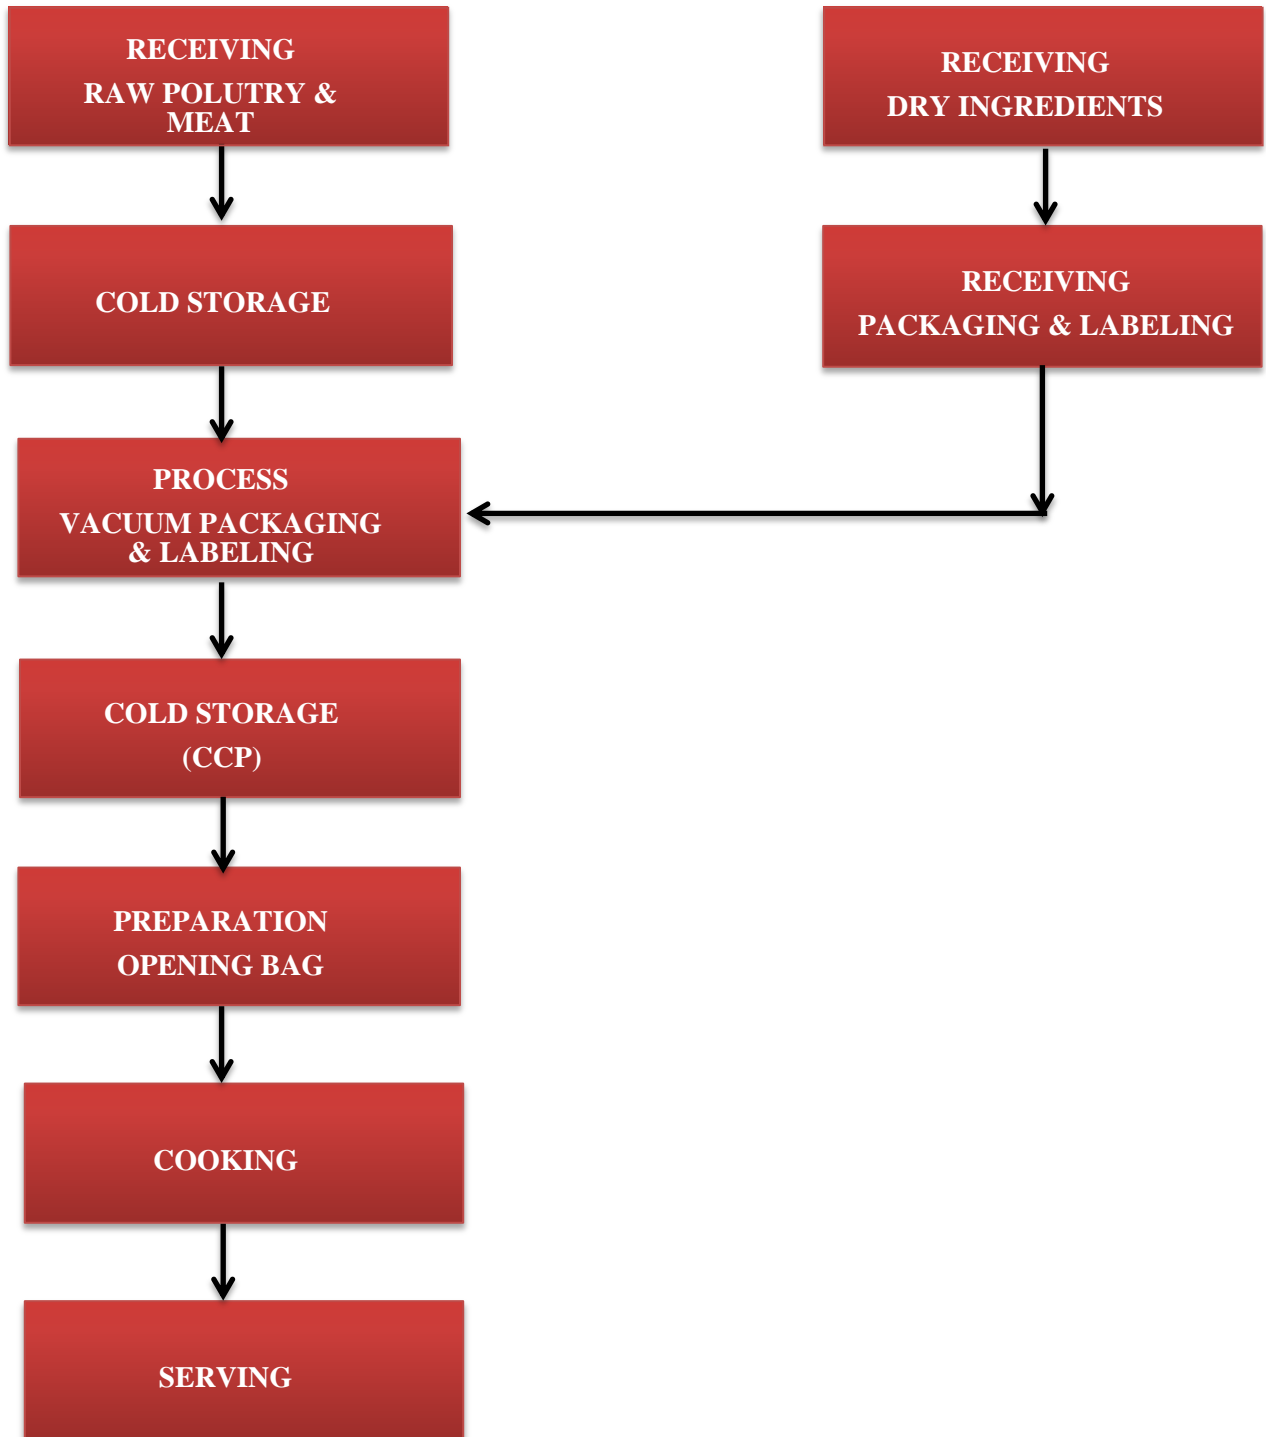 RECEIVING
RAW POLUTRY &
MEAT
RECEIVING
DRY INGREDIENTS
COLD STORAGE
RECEIVING
PACKAGING & LABELING
PROCESS
VACUUM PACKAGING
& LABELING
COLD STORAGE
(CCP)
PREPARATION
OPENING BAG
COOKING
SERVING